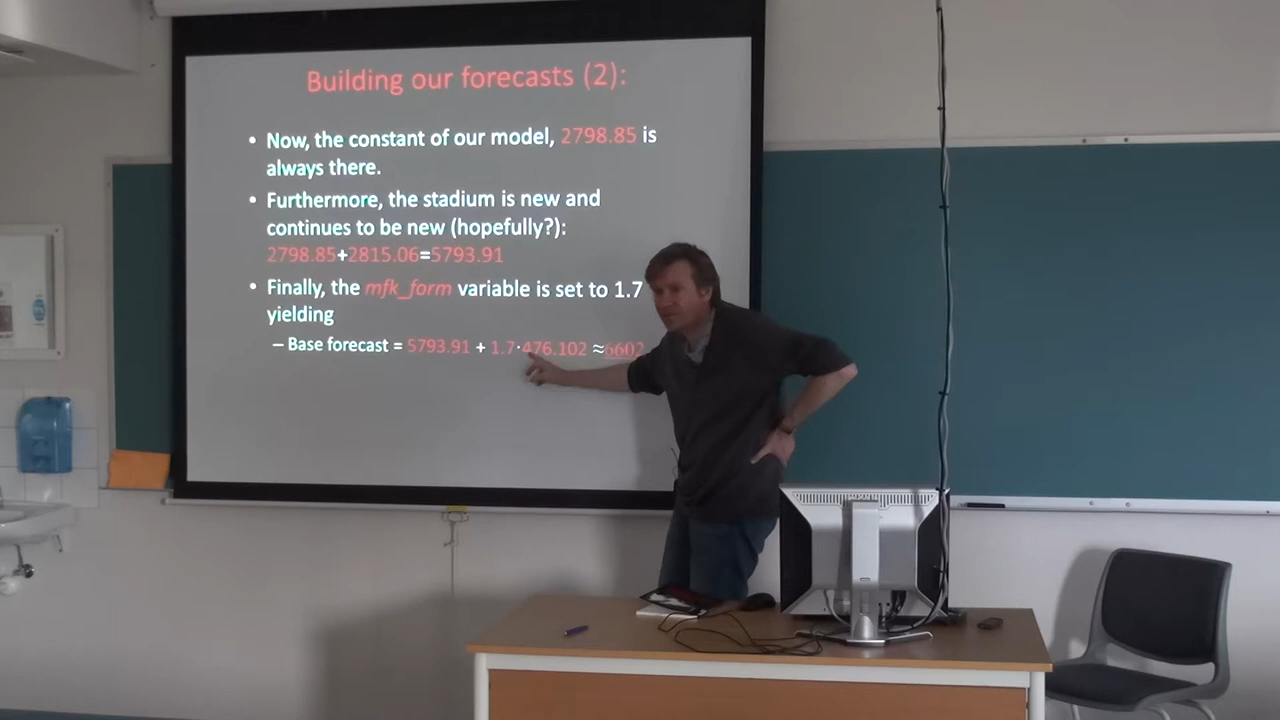 Building our forecasts (2):
• Now, the constant of our model, 2798.85 is
always there.
• Furthermore, the stadium is new and
continues to be new (hopefully?):
2798.85+2815.06=5793.91
• Finally, the mfk_form variable is set to 1.7
yielding
– Base forecast = 5793.91 + 1.7·476.102 ≈6602